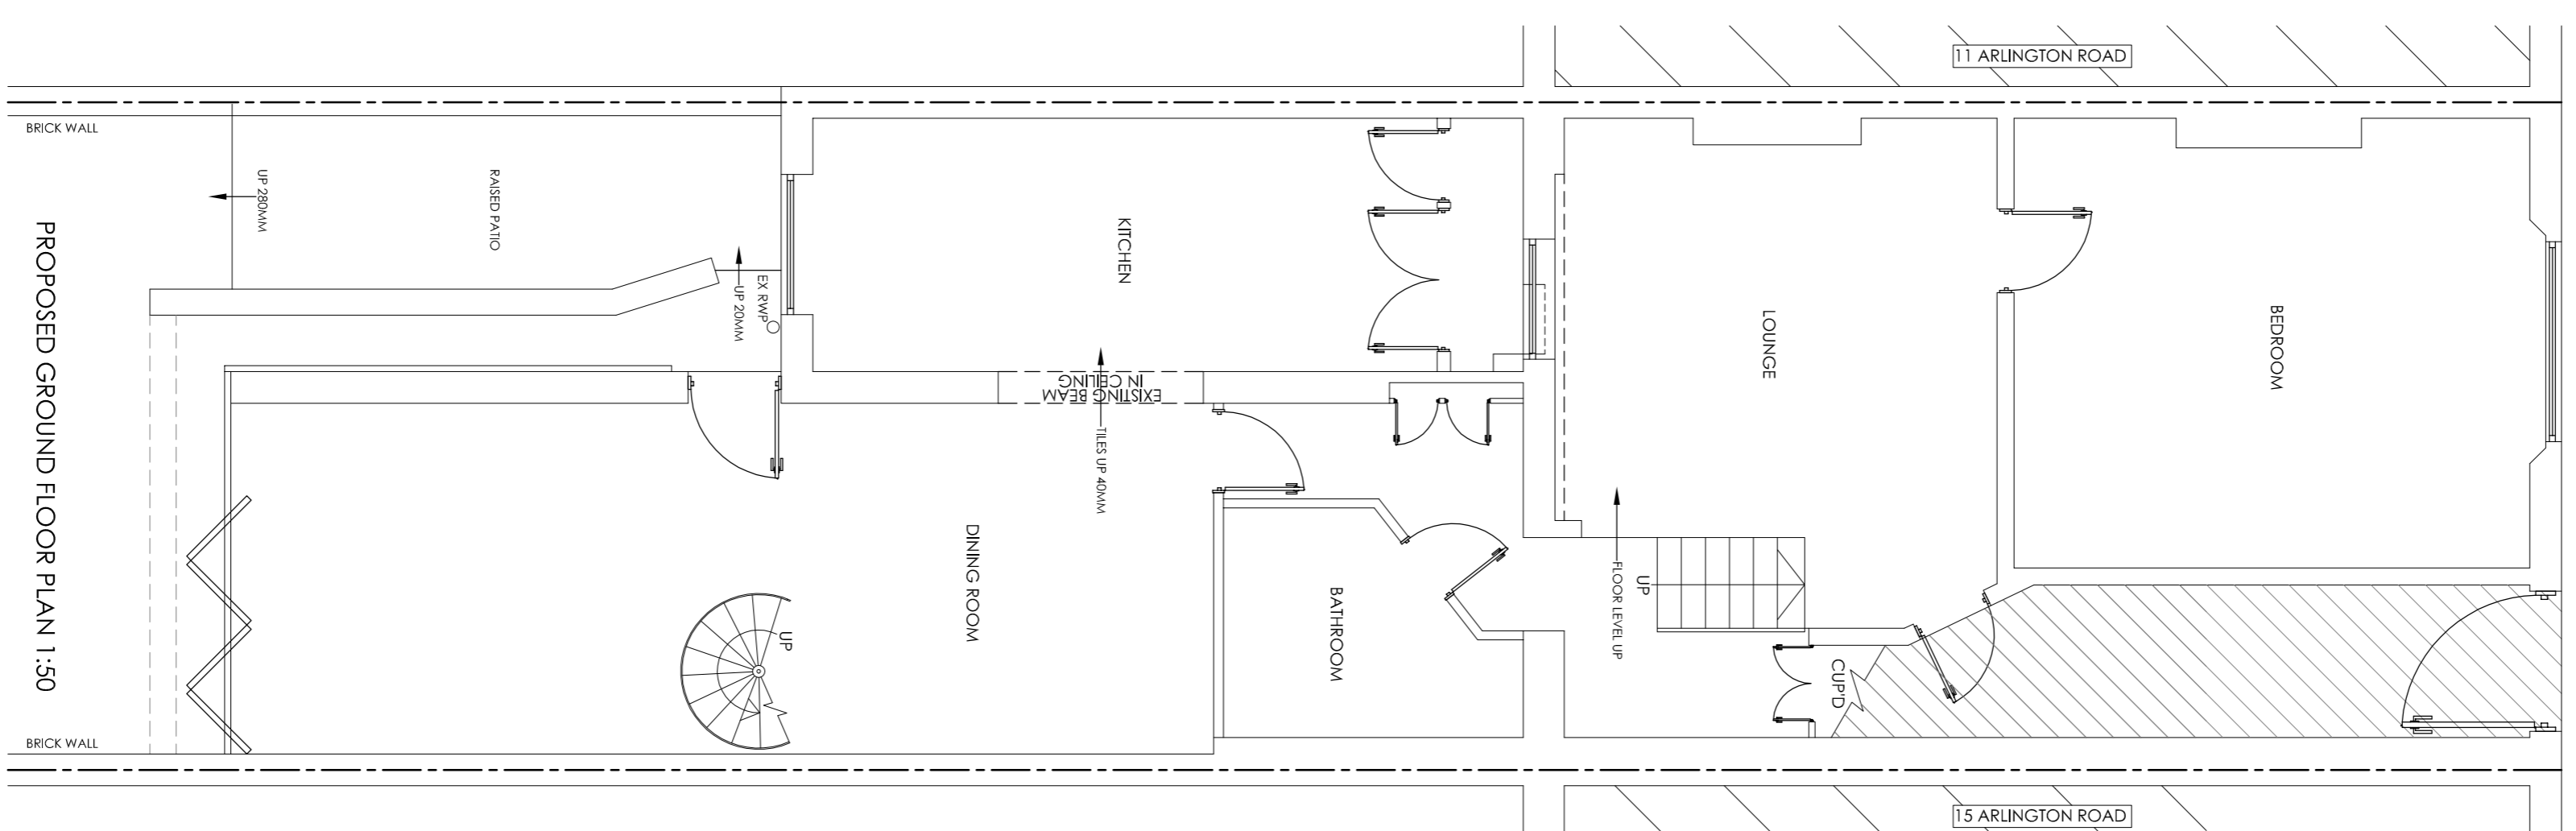 11 ARLINGTON ROAD
BRICK WALL
UP 280MM
RAISED PATIO
EX RWP
UP 20MM
KITCHEN
EXISTING BEAM
IN CEILING
TILES UP 40MM
LOUNGE
BEDROOM
PROPOSED GROUND FLOOR PLAN 1:50
DINING ROOM
UP
BATHROOM
UP
FLOOR LEVEL UP
CUP'D
BRICK WALL
15 ARLINGTON ROAD